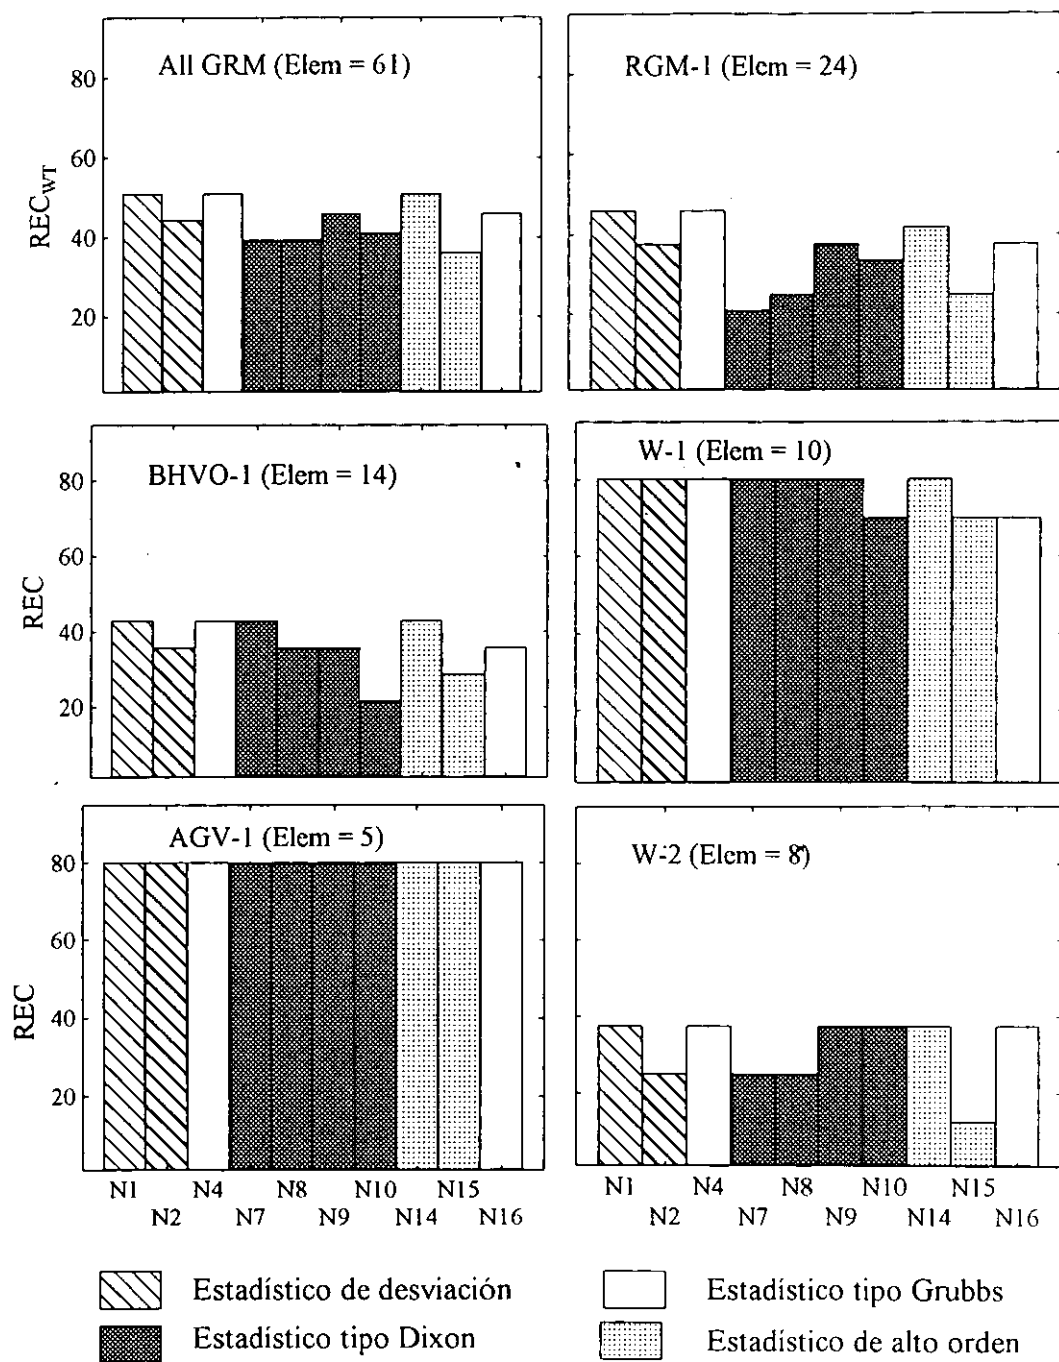 All GRM (Elem = 61)
RGM-1 (Elem = 24)
80
60
40
20
REC_WT
BHVO-1 (Elem = 14)
W-1 (Elem = 10)
80
60
40
20
REC
AGV-1 (Elem = 5)
W-2 (Elem = 8)
80
60
40
20
REC
N1 N4 N8 N10 N15
N2 N7 N9 N14 N16
N1 N4 N8 N10 N15
N2 N7 N9 N14 N16
Estadístico de desviación
Estadístico tipo Grubbs
Estadístico tipo Dixon
Estadístico de alto orden